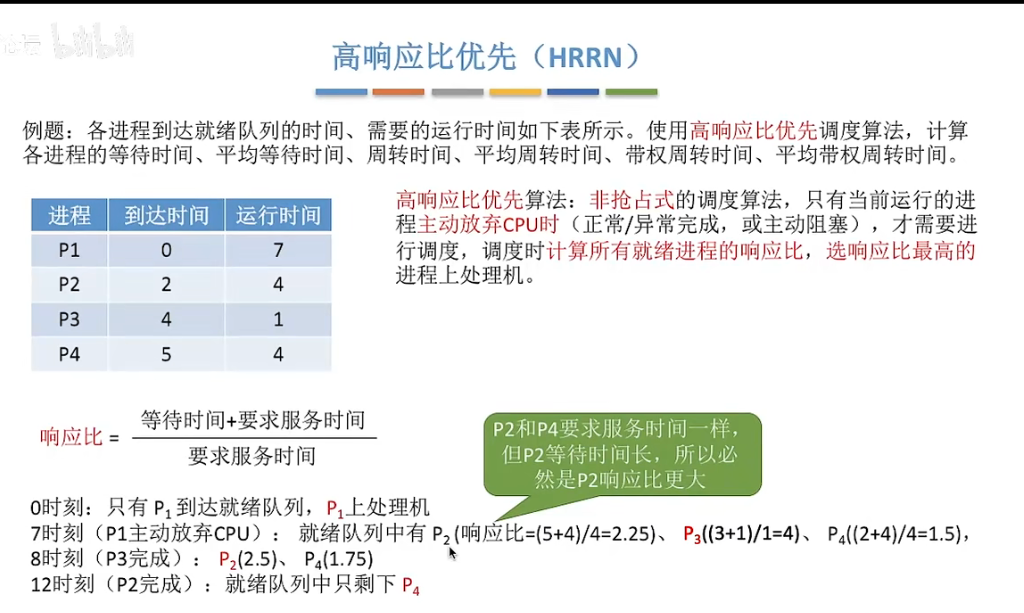 bilibili
高响应比优先（HRRN）
例题：各进程到达就绪队列的时间、需要的运行时间如下表所示。使用高响应比优先调度算法，计算
各进程的等待时间、平均等待时间、周转时间、平均周转时间、带权周转时间、平均带权周转时间。
进程 到达时间 运行时间
P1 0 7
P2 2 4
P3 4 1
P4 5 4
高响应比优先算法：非抢占式的调度算法，只有当前运行的进
程主动放弃CPU时（正常/异常完成，或主动阻塞），才需要进
行调度，调度时计算所有就绪进程的响应比，选响应比最高的
进程上处理机。
响应比 = 等待时间+要求服务时间
要求服务时间
P2和P4要求服务时间一样，
但P2等待时间长，所以必
然是P2响应比更大
0时刻：只有 P₁ 到达就绪队列，P₁上处理机
7时刻（P1主动放弃CPU）： 就绪队列中有 P₂ (响应比=(5+4)/4=2.25)、 P₃((3+1)/1=4)、 P₄((2+4)/4=1.5)，
8时刻（P3完成）： P₂(2.5)、 P₄(1.75)
12时刻（P2完成）：就绪队列中只剩下 P₄